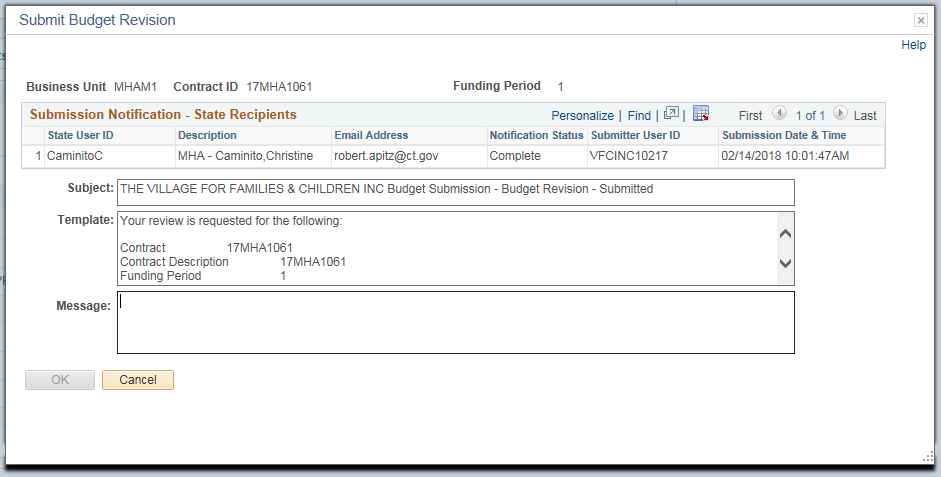 Submit Budget Revision
Help
Business Unit MHAM1 Contract ID 17MHA1061 Funding Period 1
Submission Notification - State Recipients Personalize | Find | | First 1 of 1 Last
State User ID Description Email Address Notification Status Submitter User ID Submission Date & Time
1 CaminitoC MHA - Caminito,Christine robert.apitz@ct.gov Complete VFCINC10217 02/14/2018 10:01:47AM
Subject: THE VILLAGE FOR FAMILIES & CHILDREN INC Budget Submission - Budget Revision - Submitted
Template: Your review is requested for the following:
Contract 17MHA1061
Contract Description 17MHA1061
Funding Period 1
Message:
OK Cancel